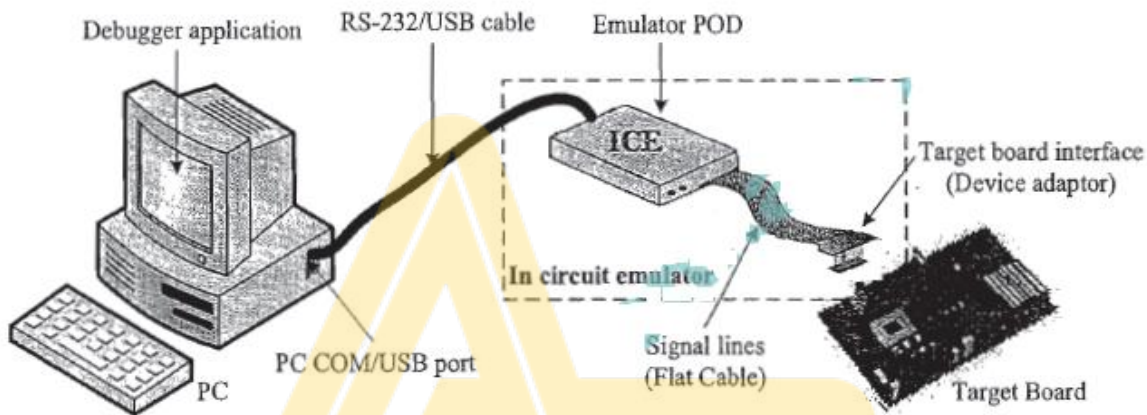 Debugger application
RS-232/USB cable
Emulator POD
ICE
Target board interface
(Device adaptor)
In circuit emulator
PC COM/USB port
Signal lines
(Flat Cable)
PC
Target Board